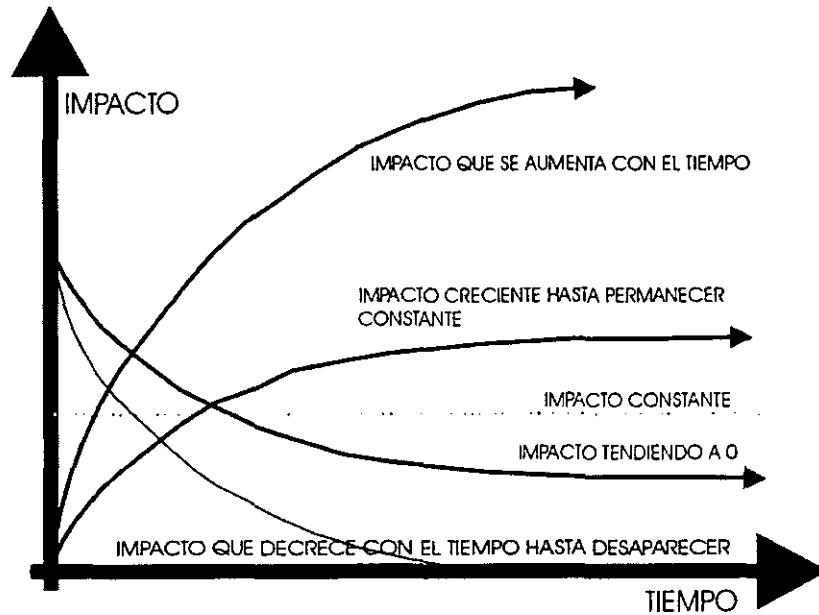 IMPACTO
IMPACTO QUE SE AUMENTA CON EL TIEMPO
IMPACTO CRECIENTE HASTA PERMANECER
CONSTANTE
IMPACTO CONSTANTE
IMPACTO TENDIENDO A 0
IMPACTO QUE DECRECE CON EL TIEMPO HASTA DESAPARECER
TIEMPO